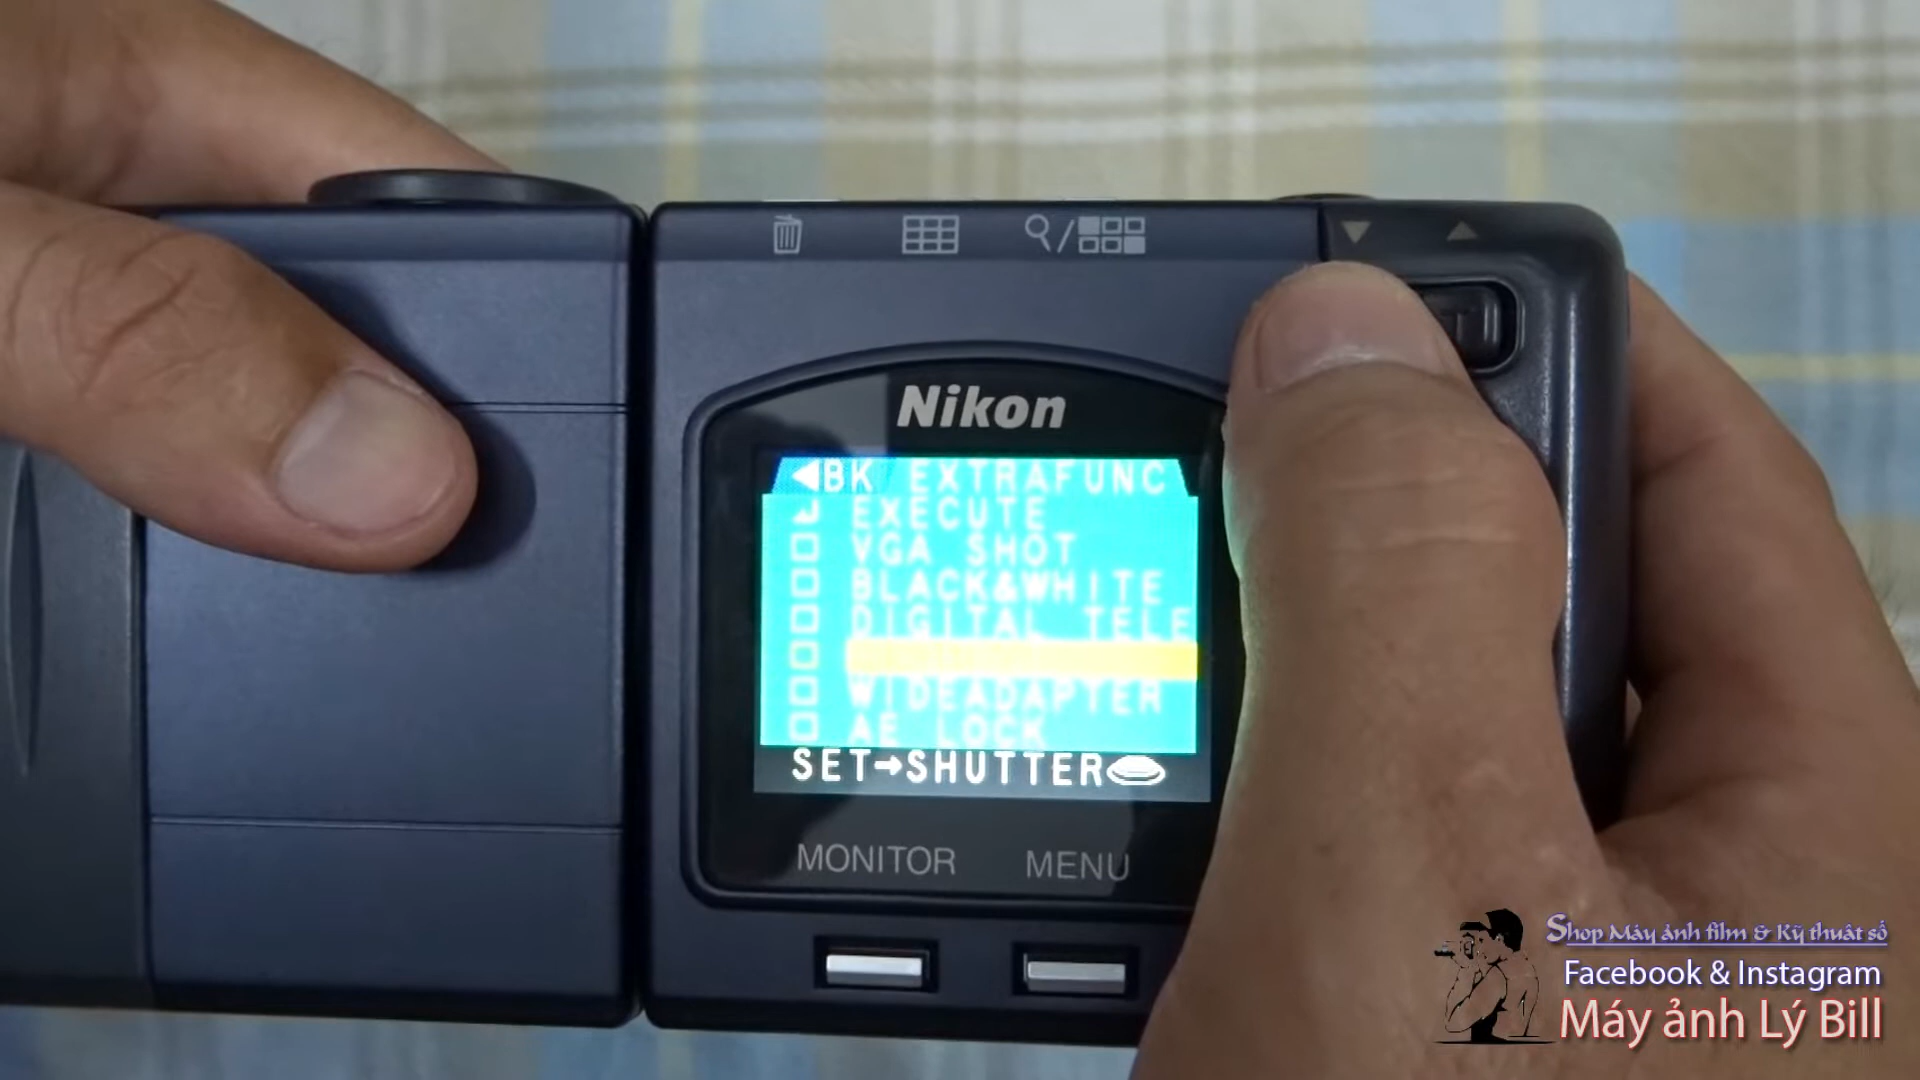 Nikon
◀BK EXTRAFUNC
EXECUTE
VGA SHOT
BLACK&WHITE
DIGITAL TELE
WIDEADAPTER
AE LOCK
SET→SHUTTER
MONITOR MENU
Shop Máy ảnh film & Kỹ thuât số
Facebook & Instagram
Máy ảnh Lý Bill